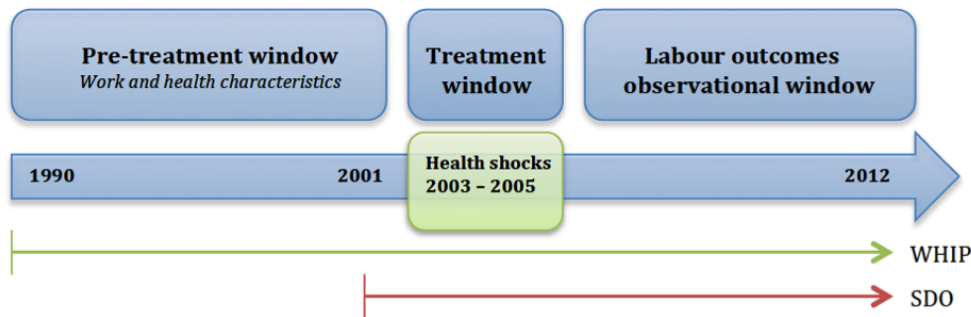 Pre-treatment window
Work and health characteristics
Treatment
window
Labour outcomes
observational window
1990
2001
Health shocks
2003 – 2005
2012
WHIP
SDO